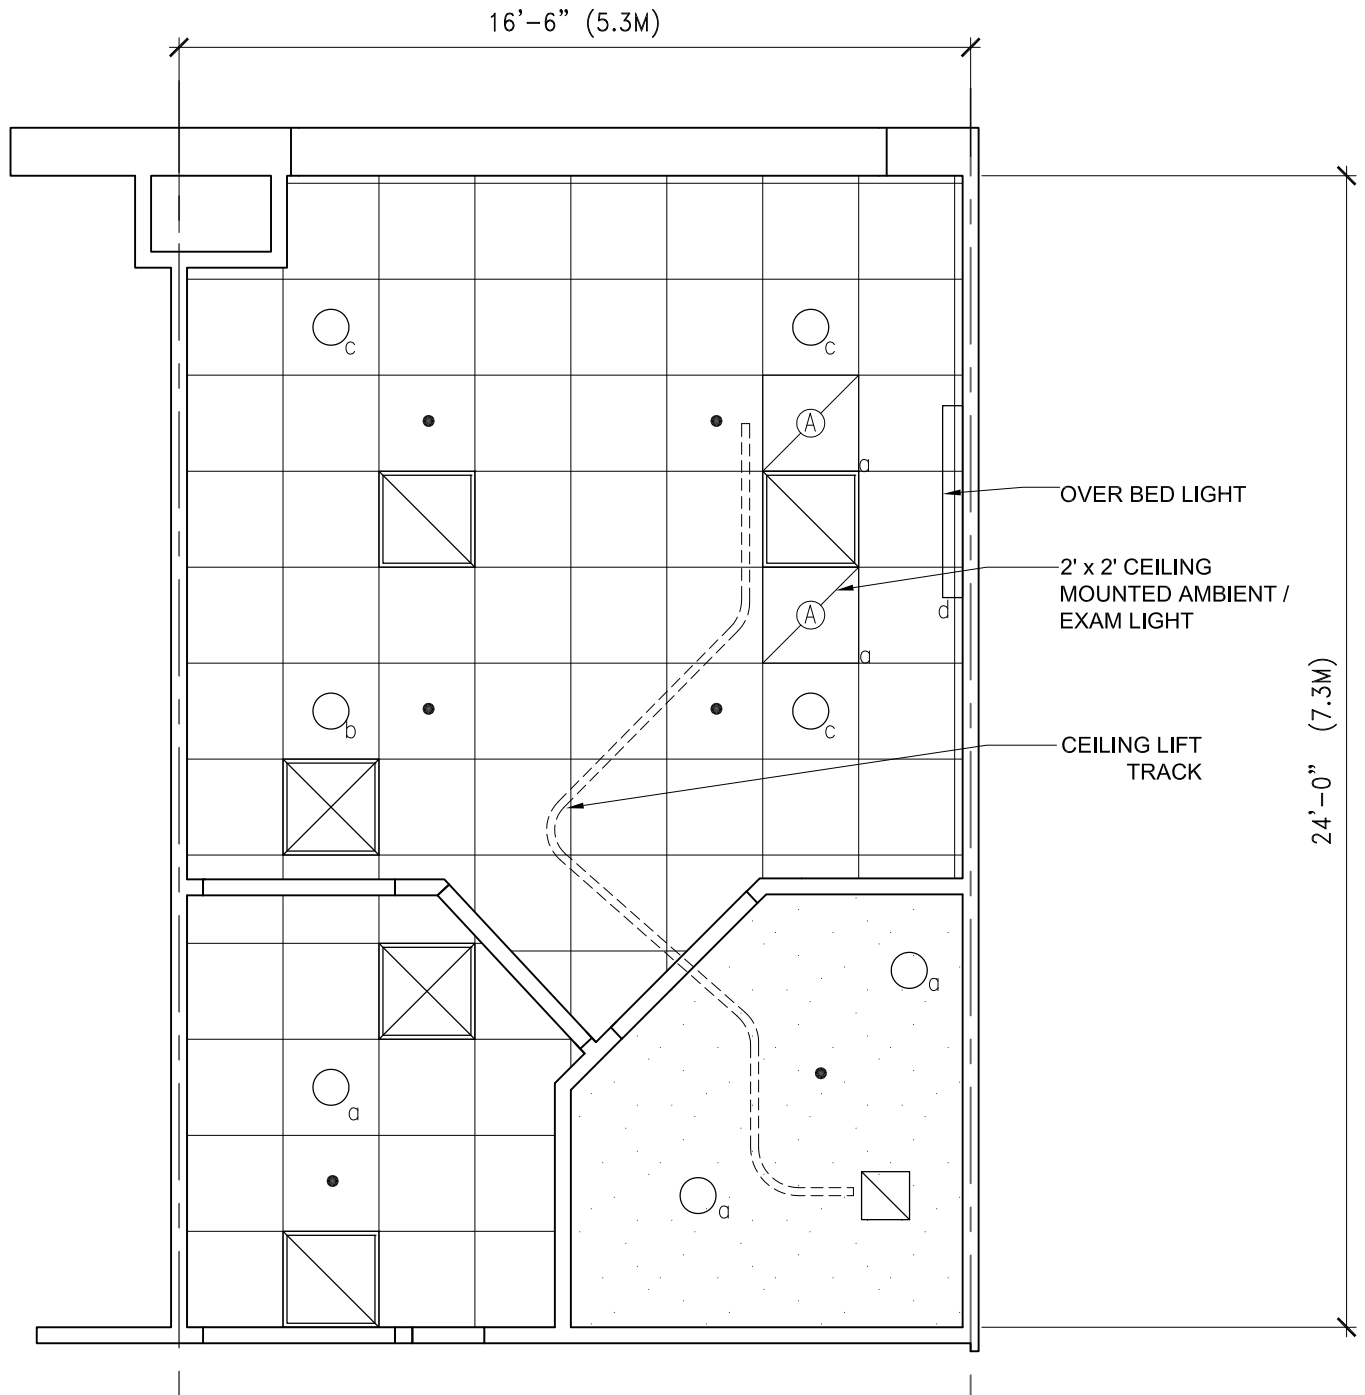 16’-6” (5.3M)
c
c
A
a
OVER BED LIGHT
2' x 2' CEILING
MOUNTED AMBIENT /
EXAM LIGHT
d
A
a
24’-0” (7.3M)
b
c
CEILING LIFT
TRACK
a
a
a